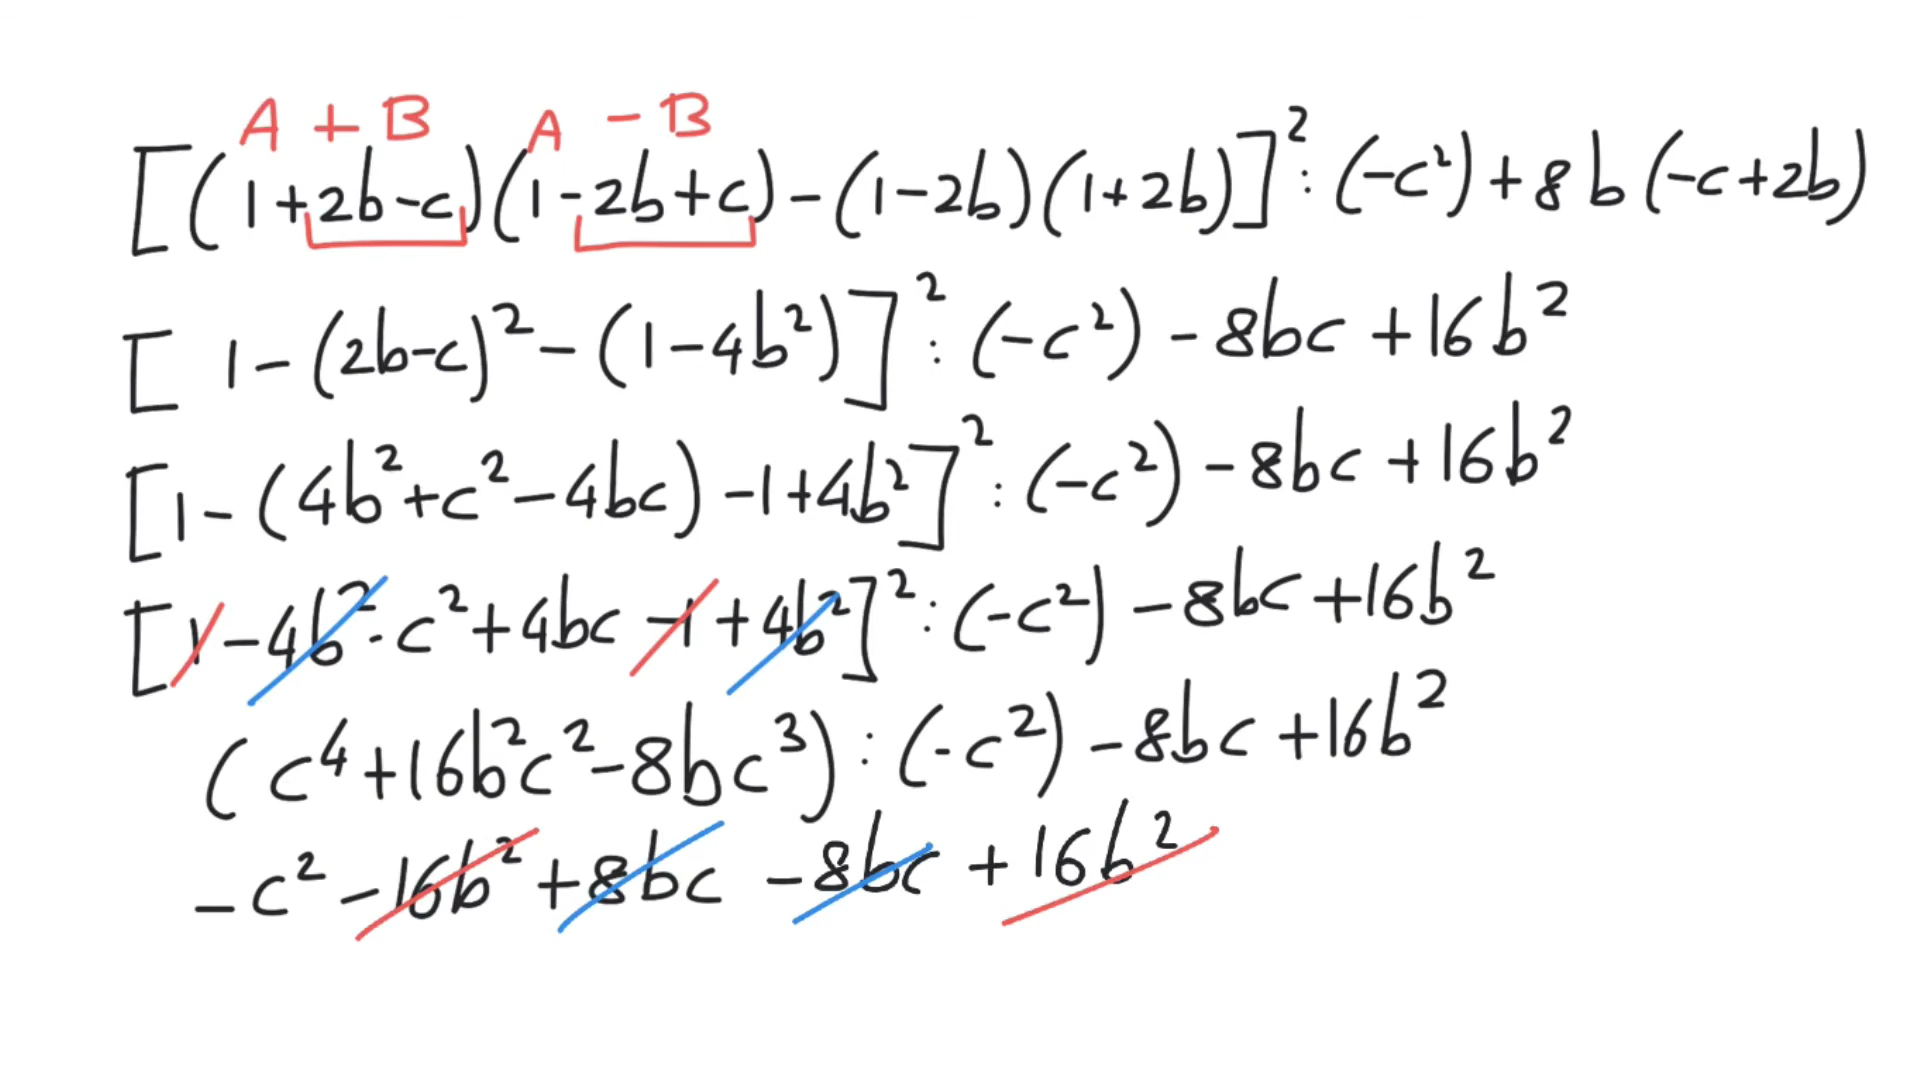 A + B A - B
[(1+2b-c)(1-2b+c)-(1-2b)(1+2b)]² : (-c²)+8b(-c+2b)
[1-(2b-c)²-(1-4b²)]² : (-c²)-8bc+16b²
[1-(4b²+c²-4bc)-1+4b²]² : (-c²)-8bc+16b²
[1-4b²-c²+4bc-1+4b²]² : (-c²)-8bc+16b²
(c⁴+16b²c²-8bc³) : (-c²)-8bc+16b²
-c²-16b²+8bc-8bc+16b²